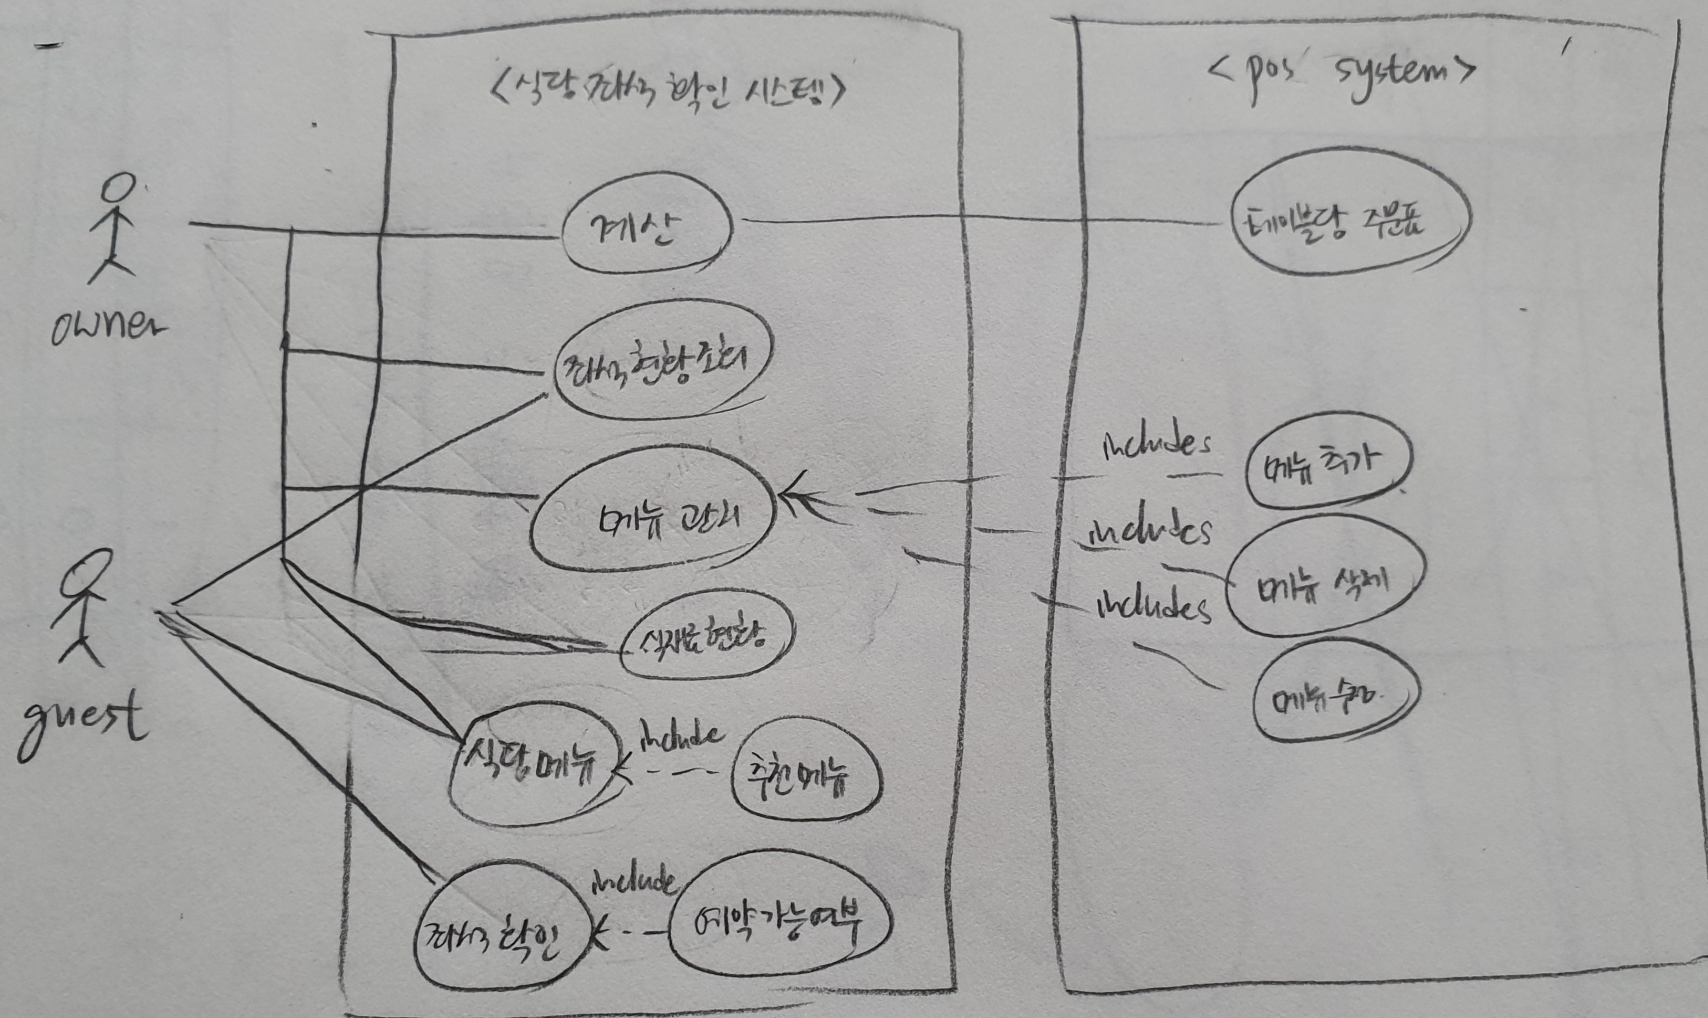 <식당 좌석 확인 시스템>
<pos system>
owner
계산
테이블당 주문표
좌석 현황 조회
includes
메뉴 추가
메뉴 관리
includes
메뉴 삭제
includes
guest
식재료 현황
메뉴 수정.
식당 메뉴
include
추천 메뉴
좌석 확인
include
예약 가능 여부